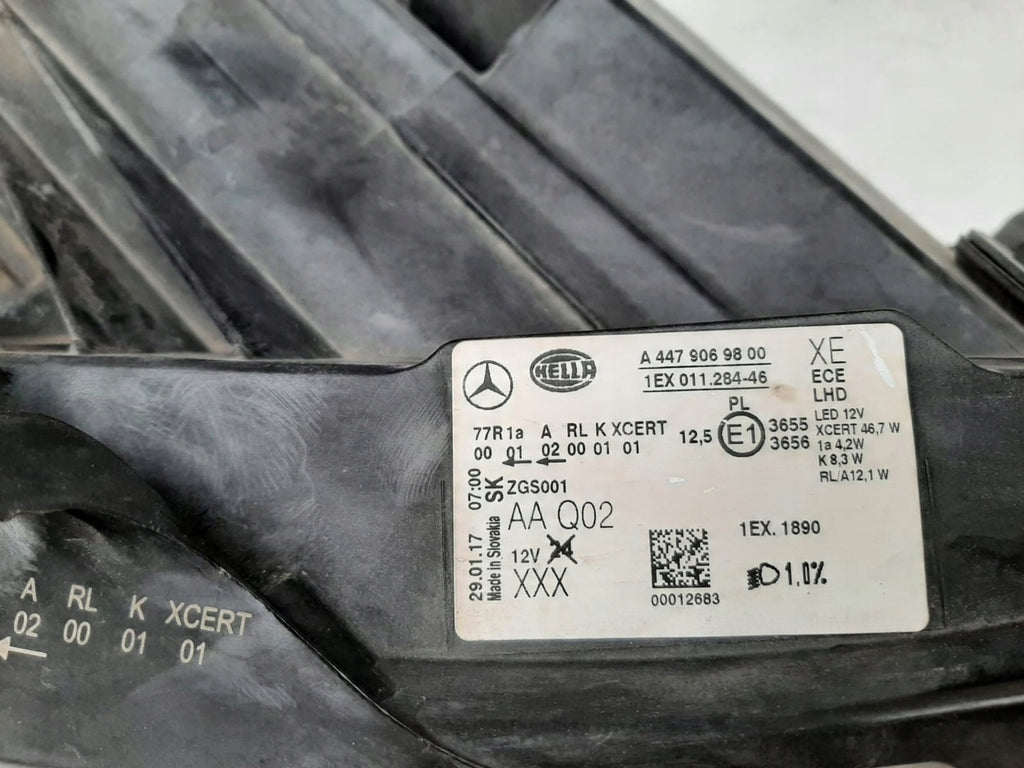 HELLA
A 447 906 98 00
1EX 011.284-46
XE
ECE
LHD
LED 12V
XCERT 46,7 W
1a 4,2W
K 8,3 W
RL/A12,1 W
77R1a A RL K XCERT
00 01 02 00 01 01
12,5
PL
E1
3655
3656
29.01.17 07:00
Made in Slovakia SK
ZGS001
AA Q02
12V 24
XXX
00012683
1EX. 1890
1,0%
A RL K XCERT
02 00 01 01